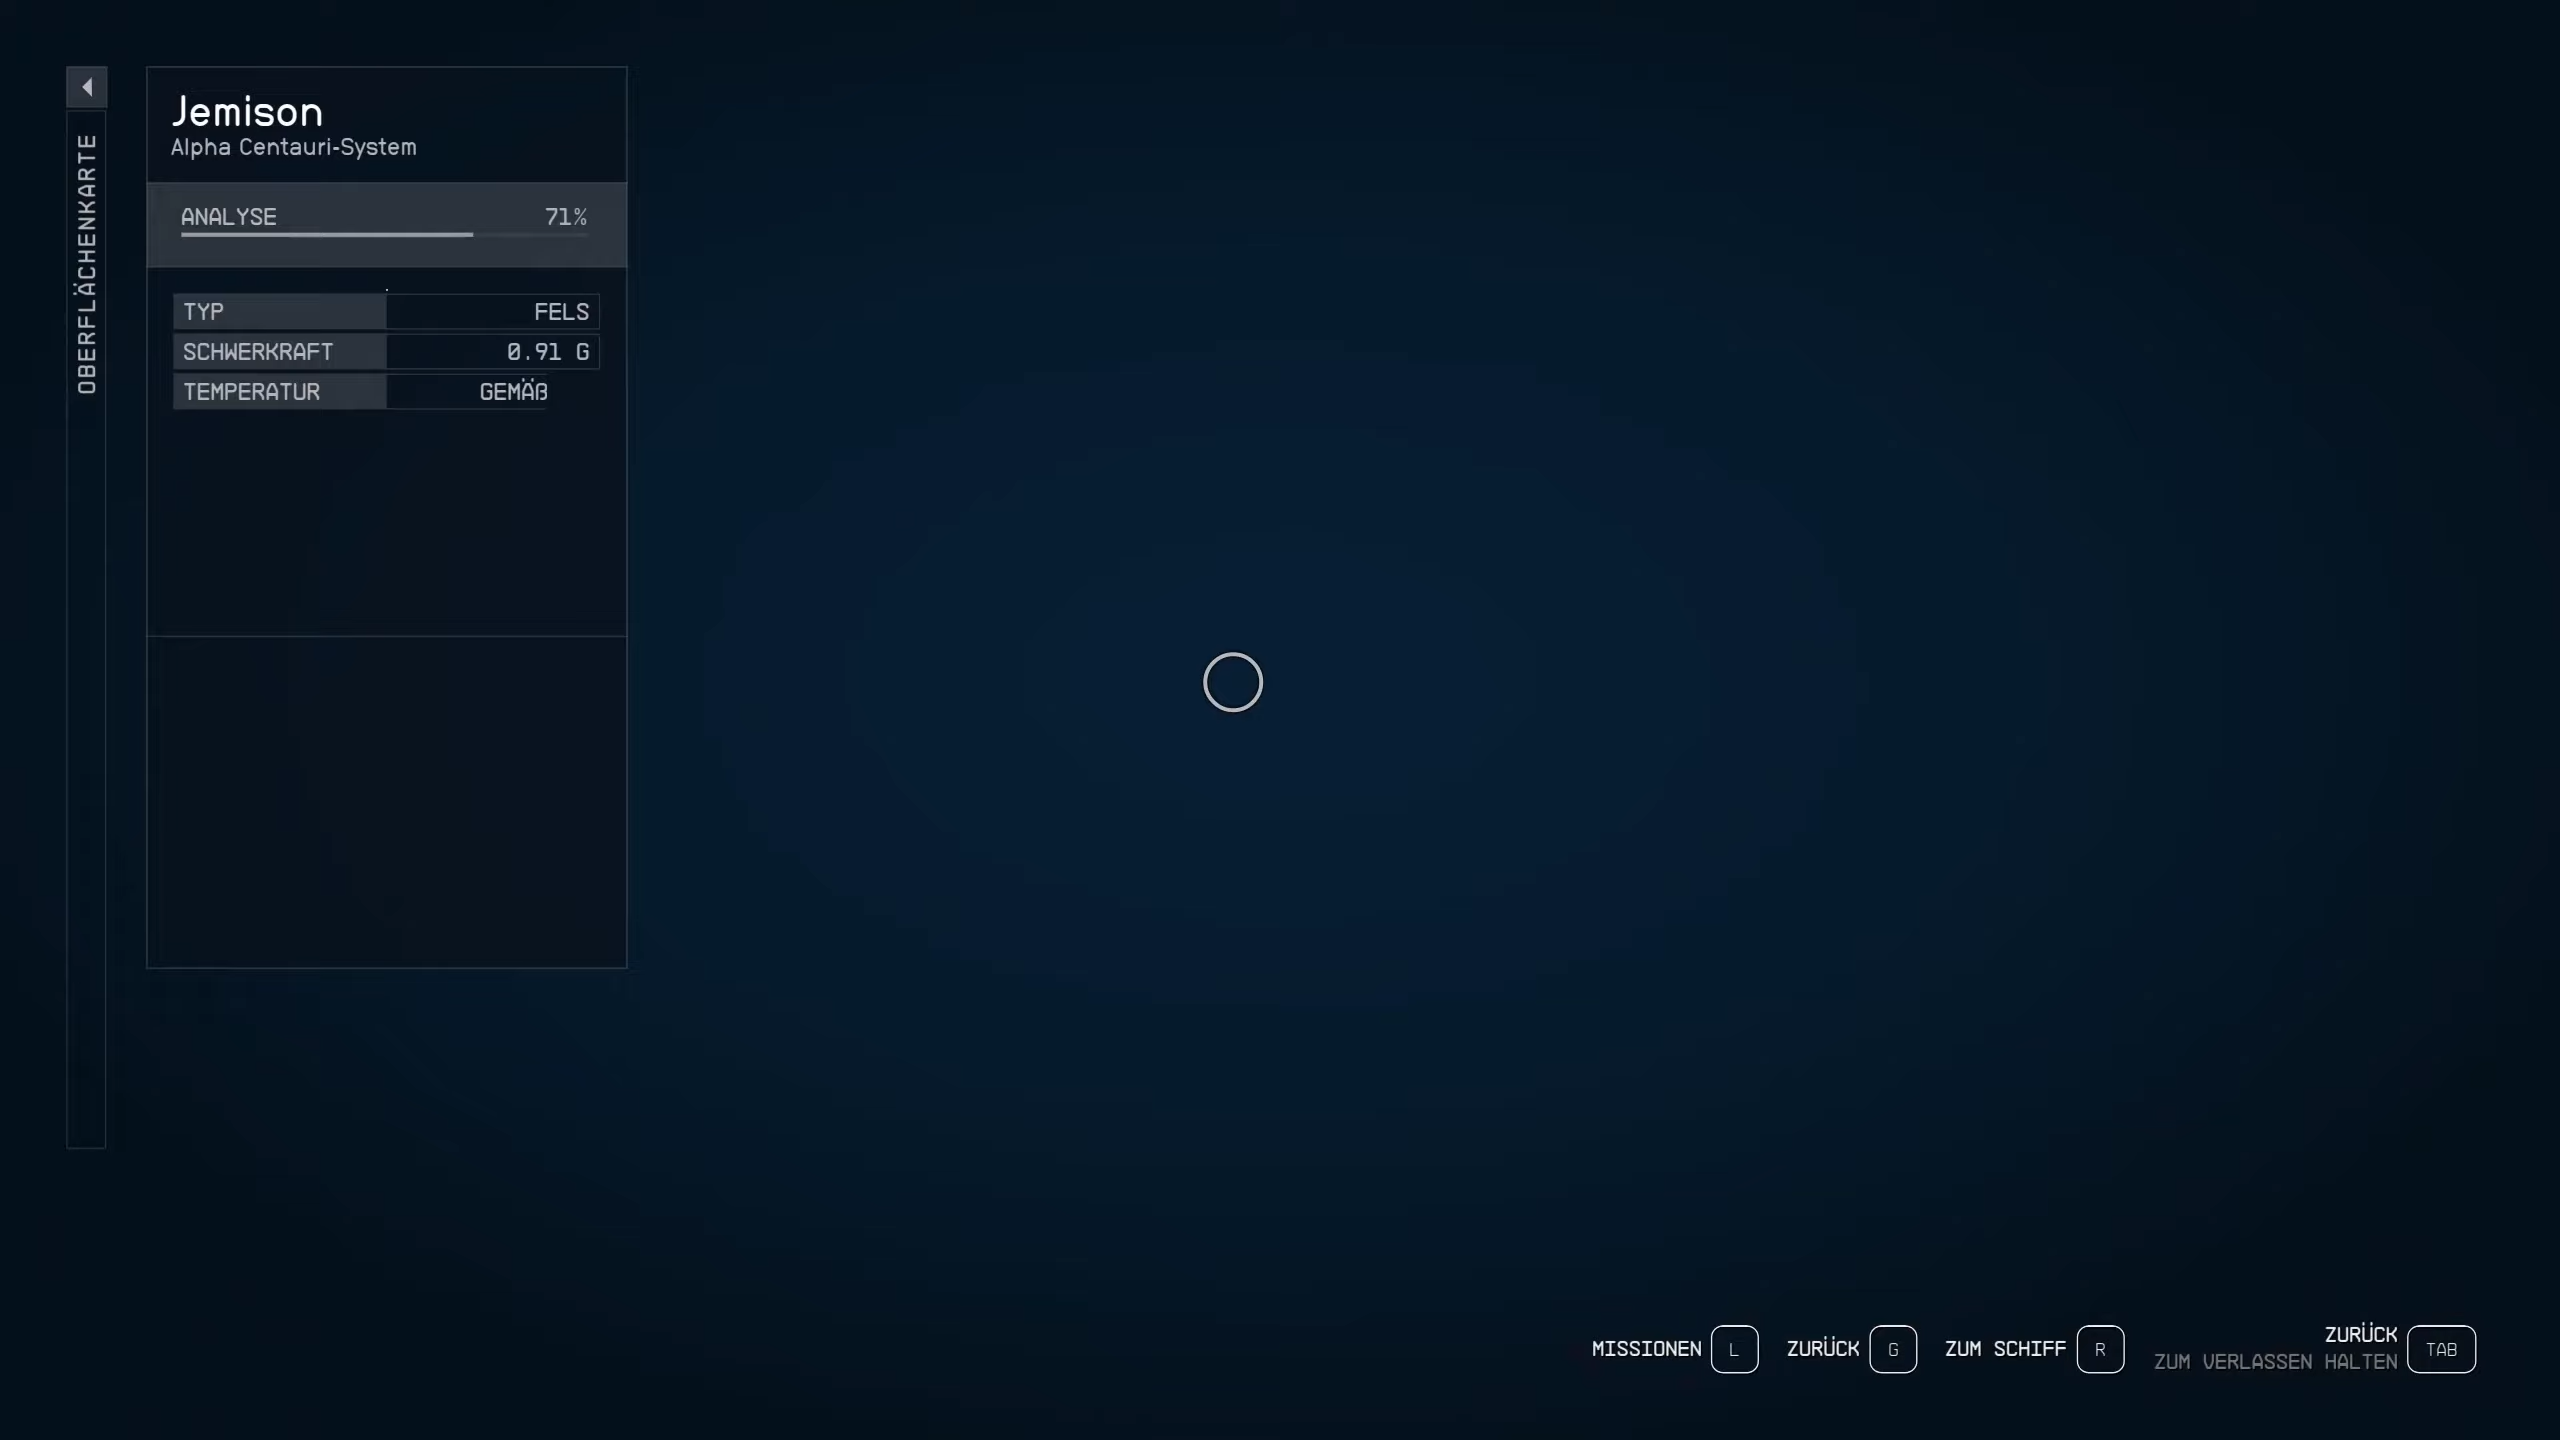 OBERFLÄCHENKARTE
Jemison
Alpha Centauri-System
ANALYSE 71%
TYP FELS
SCHWERKRAFT 0.91 G
TEMPERATUR GEMÄß
MISSIONEN L ZURÜCK G ZUM SCHIFF R ZURÜCK TAB
ZUM VERLASSEN HALTEN